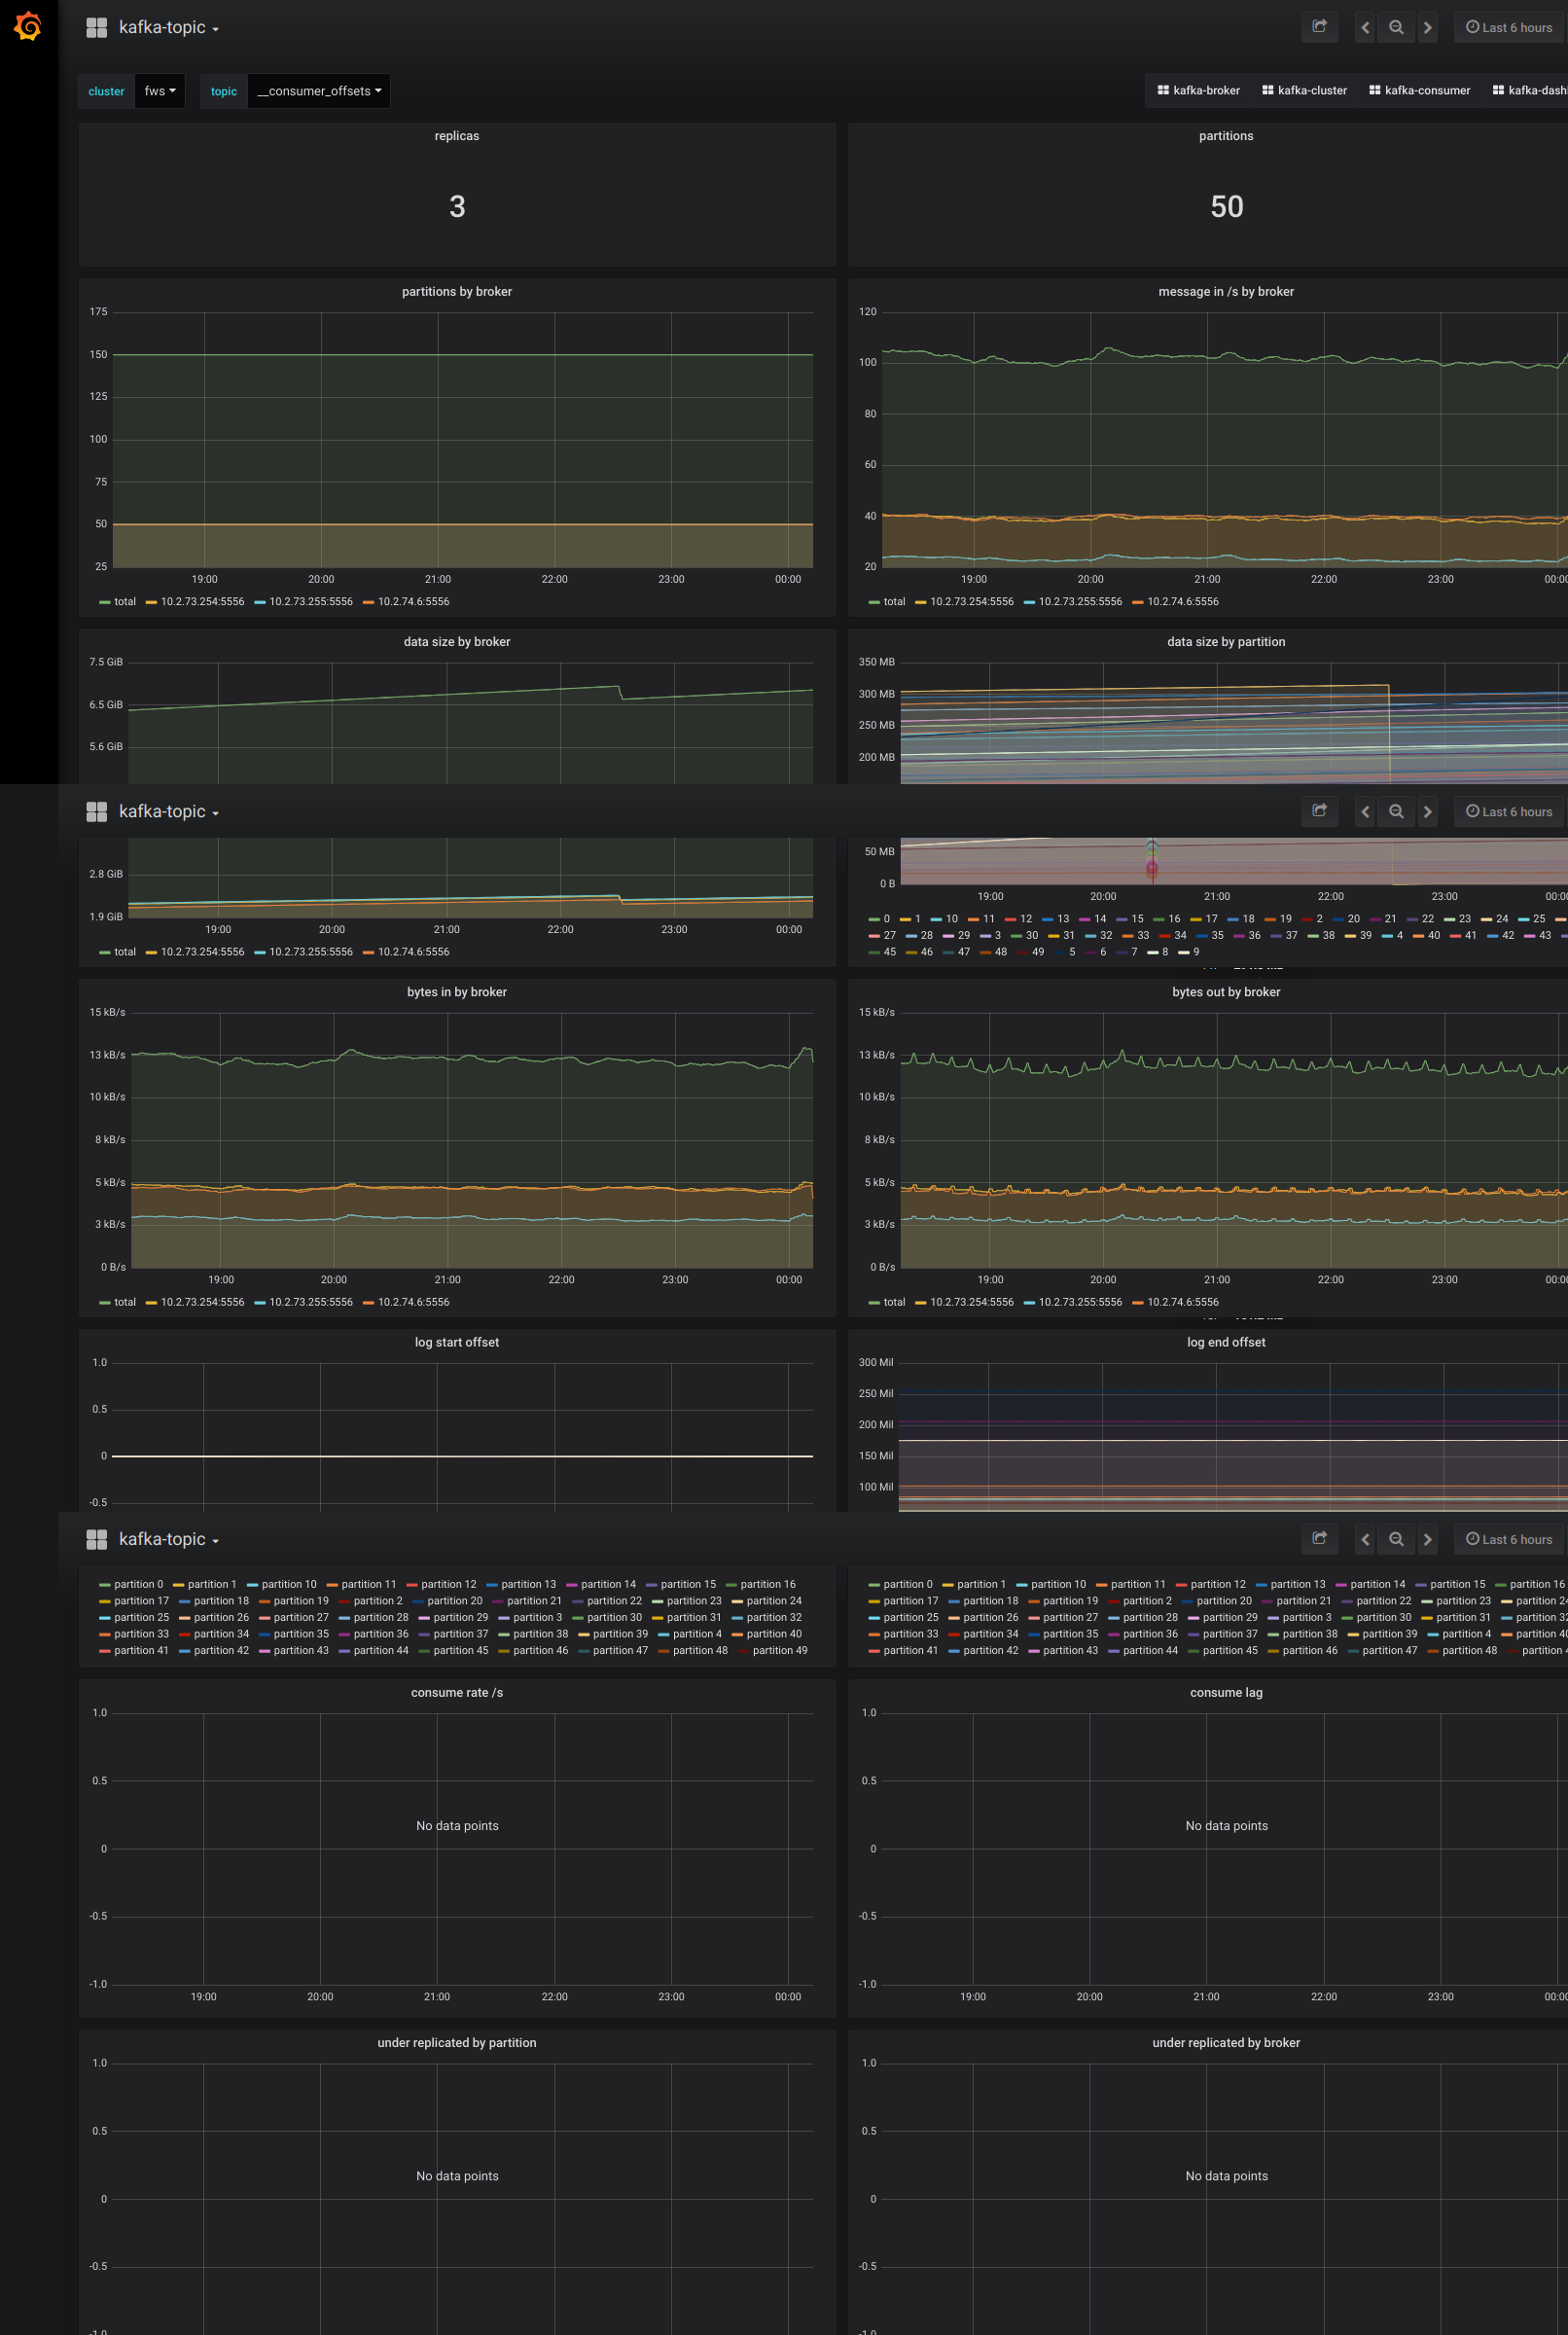 kafka-topic
Last 6 hours
cluster fws topic __consumer_offsets kafka-broker kafka-cluster kafka-consumer
replicas
3
partitions
50
partitions by broker
175
150
125
100
75
50
25
19:00 20:00 21:00 22:00 23:00 00:00
total 10.2.73.254:5556 10.2.73.255:5556 10.2.74.6:5556
message in /s by broker
120
100
80
60
40
20
19:00 20:00 21:00 22:00 23:00
total 10.2.73.254:5556 10.2.73.255:5556 10.2.74.6:5556
data size by broker
7.5 GiB
6.5 GiB
5.6 GiB
data size by partition
350 MB
300 MB
250 MB
200 MB
kafka-topic
Last 6 hours
2.8 GiB
1.9 GiB
19:00 20:00 21:00 22:00 23:00 00:00
total 10.2.73.254:5556 10.2.73.255:5556 10.2.74.6:5556
50 MB
0 B
19:00 20:00 21:00 22:00 23:00
0 1 10 11 12 13 14 15 16 17 18 19 2 20 21 22 23 24 25
27 28 29 3 30 31 32 33 34 35 36 37 38 39 4 40 41 42 43
45 46 47 48 49 5 6 7 8 9
bytes in by broker
15 kB/s
13 kB/s
10 kB/s
8 kB/s
5 kB/s
3 kB/s
0 B/s
19:00 20:00 21:00 22:00 23:00 00:00
total 10.2.73.254:5556 10.2.73.255:5556 10.2.74.6:5556
bytes out by broker
15 kB/s
13 kB/s
10 kB/s
8 kB/s
5 kB/s
3 kB/s
0 B/s
19:00 20:00 21:00 22:00 23:00
total 10.2.73.254:5556 10.2.73.255:5556 10.2.74.6:5556
log start offset
1.0
0.5
0
-0.5
log end offset
300 Mil
250 Mil
200 Mil
150 Mil
100 Mil
kafka-topic
Last 6 hours
partition 0 partition 1 partition 10 partition 11 partition 12 partition 13 partition 14 partition 15 partition 16
partition 17 partition 18 partition 19 partition 2 partition 20 partition 21 partition 22 partition 23 partition 24
partition 25 partition 26 partition 27 partition 28 partition 29 partition 3 partition 30 partition 31 partition 32
partition 33 partition 34 partition 35 partition 36 partition 37 partition 38 partition 39 partition 4 partition 40
partition 41 partition 42 partition 43 partition 44 partition 45 partition 46 partition 47 partition 48 partition 49
partition 0 partition 1 partition 10 partition 11 partition 12 partition 13 partition 14 partition 15 partition 16
partition 17 partition 18 partition 19 partition 2 partition 20 partition 21 partition 22 partition 23 partition
partition 25 partition 26 partition 27 partition 28 partition 29 partition 3 partition 30 partition 31 partition
partition 33 partition 34 partition 35 partition 36 partition 37 partition 38 partition 39 partition 4 partition
partition 41 partition 42 partition 43 partition 44 partition 45 partition 46 partition 47 partition 48 partition
consume rate /s
1.0
0.5
No data points
0
-0.5
-1.0
19:00 20:00 21:00 22:00 23:00 00:00
consume lag
1.0
0.5
No data points
0
-0.5
-1.0
19:00 20:00 21:00 22:00 23:00
under replicated by partition
1.0
0.5
No data points
0
-0.5
under replicated by broker
1.0
0.5
No data points
0
-0.5